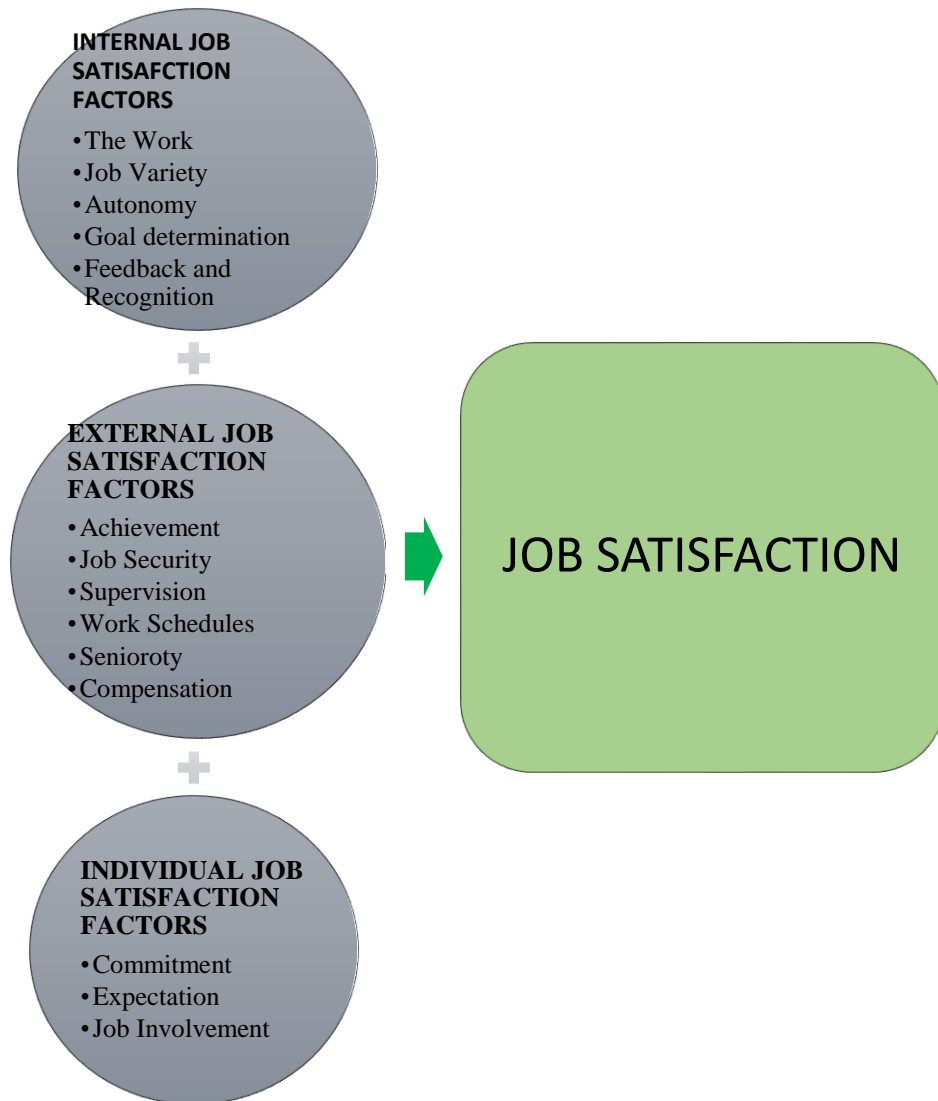 INTERNAL JOB
SATISAFCTION
FACTORS
•The Work
•Job Variety
•Autonomy
•Goal determination
•Feedback and
Recognition
EXTERNAL JOB
SATISFACTION
FACTORS
•Achievement
•Job Security
•Supervision
•Work Schedules
•Senioroty
•Compensation
JOB SATISFACTION
INDIVIDUAL JOB
SATISFACTION
FACTORS
•Commitment
•Expectation
•Job Involvement